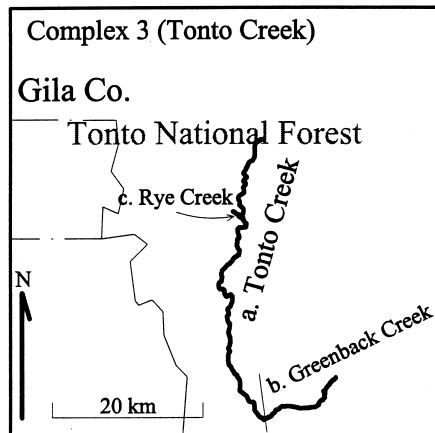 Complex 3 (Tonto Creek)
Gila Co.
Tonto National Forest
c. Rye Creek
a. Tonto Creek
N
b. Greenback Creek
20 km